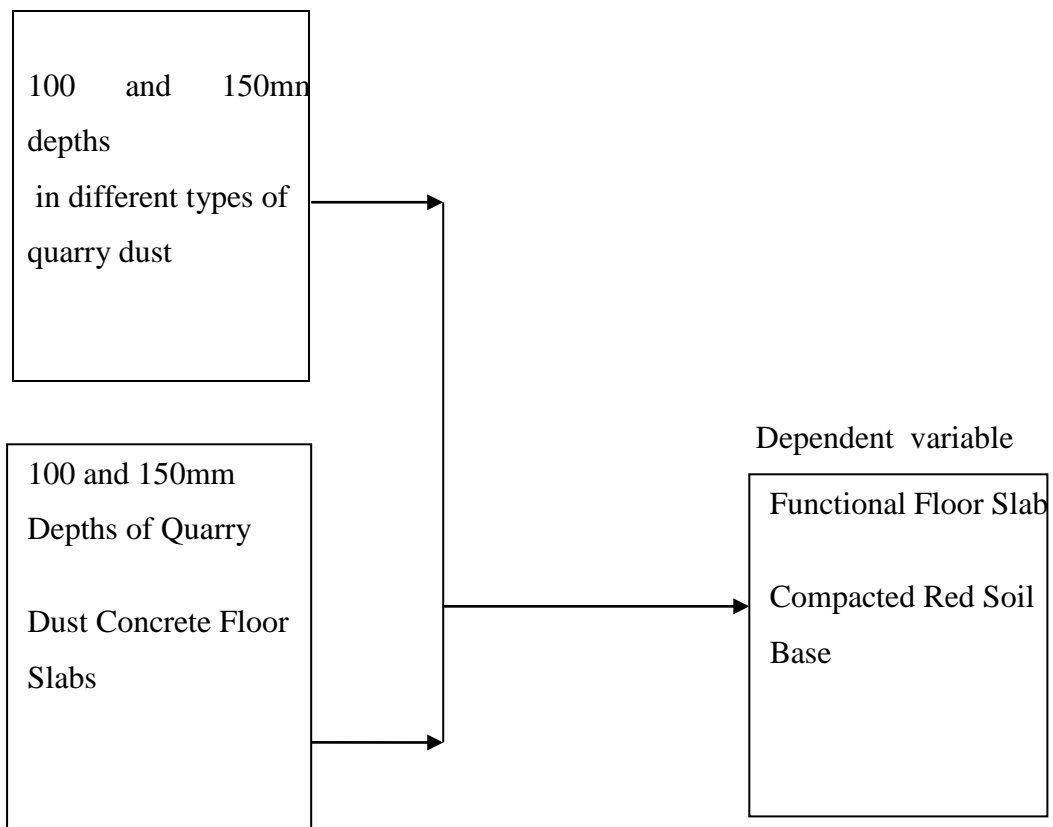 100 and 150mm
depths
in different types of
quarry dust
100 and 150mm
Depths of Quarry
Dust Concrete Floor
Slabs
Dependent variable
Functional Floor Slab
Compacted Red Soil
Base